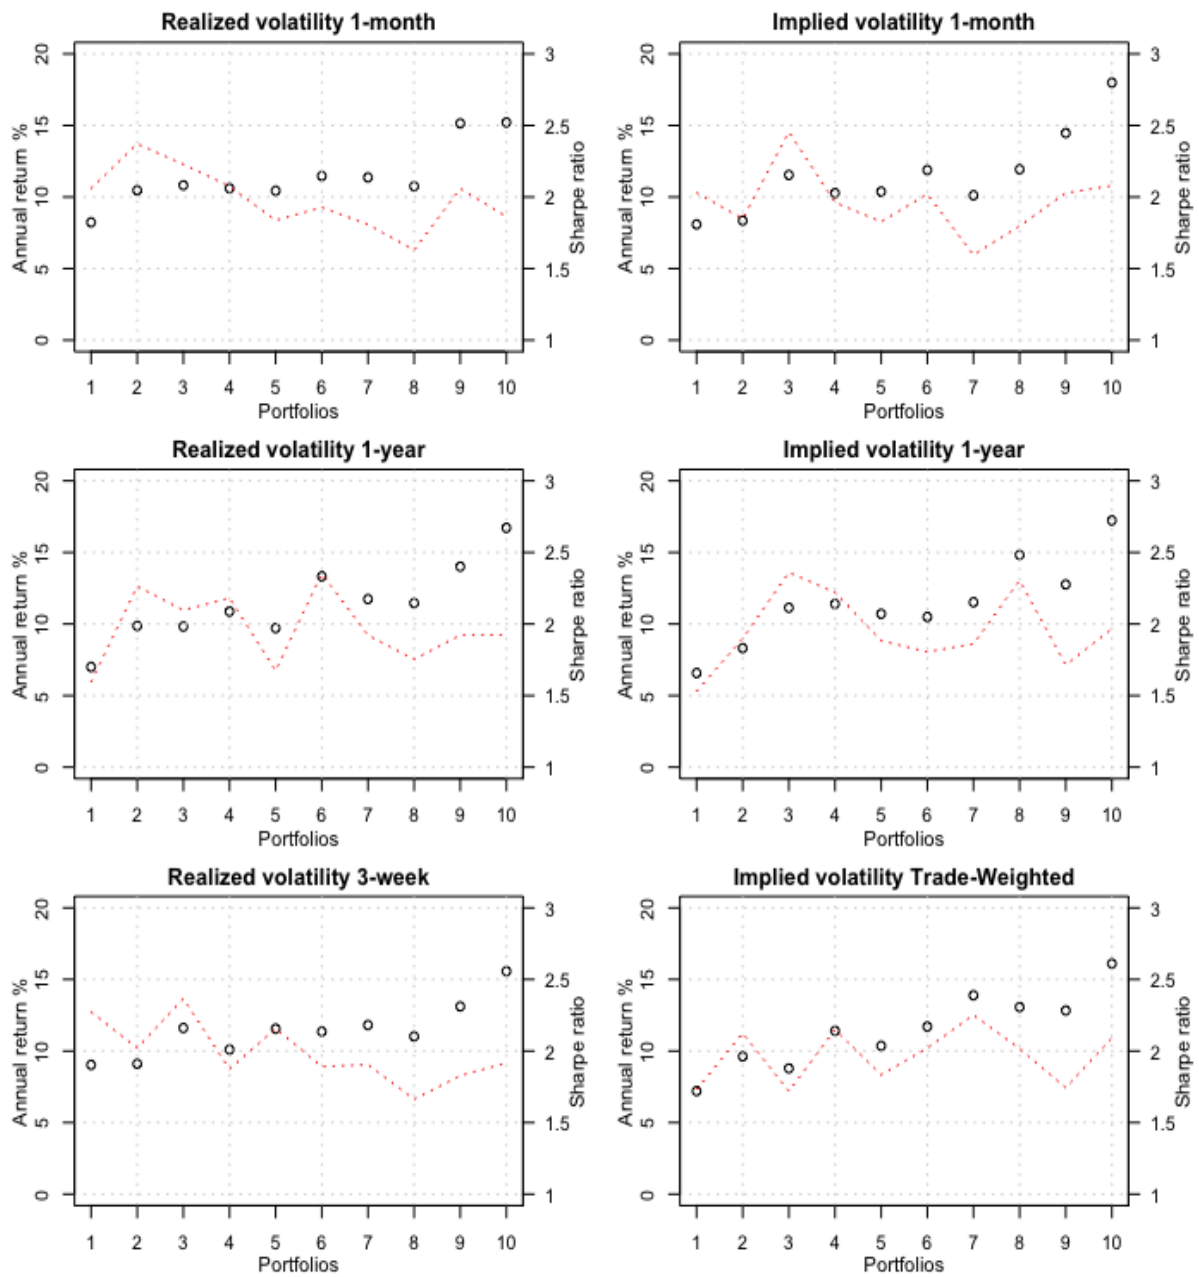 Realized volatility 1-month
Annual return %
20
15
10
5
0
3
2.5
2
1.5
1
Sharpe ratio
1 2 3 4 5 6 7 8 9 10
Portfolios
Implied volatility 1-month
Annual return %
20
15
10
5
0
3
2.5
2
1.5
1
Sharpe ratio
1 2 3 4 5 6 7 8 9 10
Portfolios
Realized volatility 1-year
Annual return %
20
15
10
5
0
3
2.5
2
1.5
1
Sharpe ratio
1 2 3 4 5 6 7 8 9 10
Portfolios
Implied volatility 1-year
Annual return %
20
15
10
5
0
3
2.5
2
1.5
1
Sharpe ratio
1 2 3 4 5 6 7 8 9 10
Portfolios
Realized volatility 3-week
Annual return %
20
15
10
5
0
3
2.5
2
1.5
1
Sharpe ratio
1 2 3 4 5 6 7 8 9 10
Portfolios
Implied volatility Trade-Weighted
Annual return %
20
15
10
5
0
3
2.5
2
1.5
1
Sharpe ratio
1 2 3 4 5 6 7 8 9 10
Portfolios